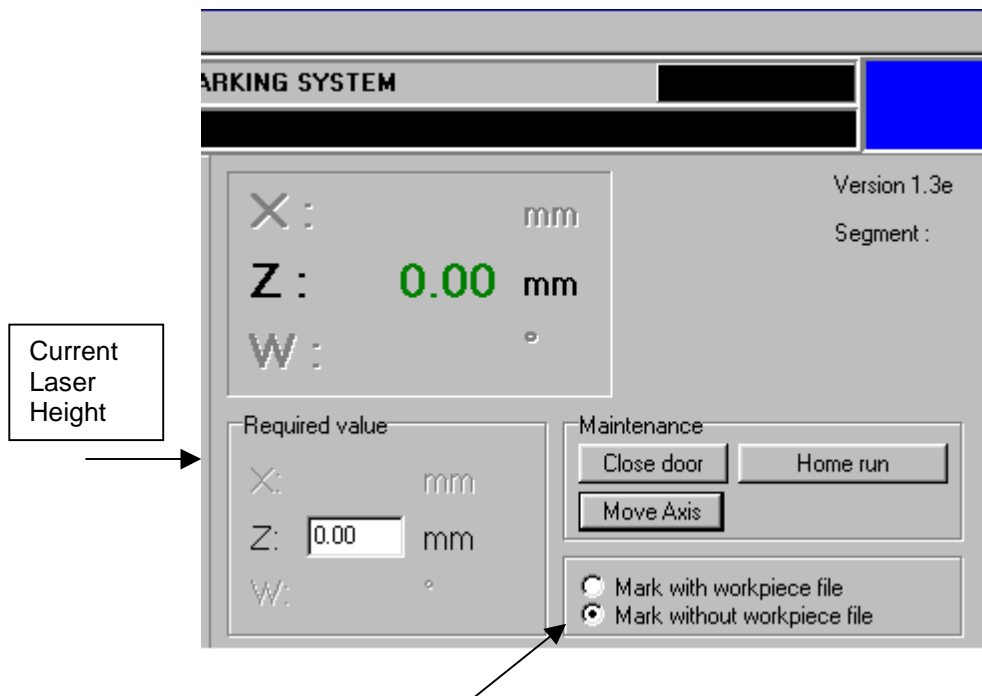 ARKING SYSTEM
X : mm
Z : 0.00 mm
W : °
Version 1.3e
Segment :
Current
Laser
Height
Required value
X: mm
Z: 0.00 mm
W: °
Maintenance
Close door Home run
Move Axis
Mark with workpiece file
Mark without workpiece file